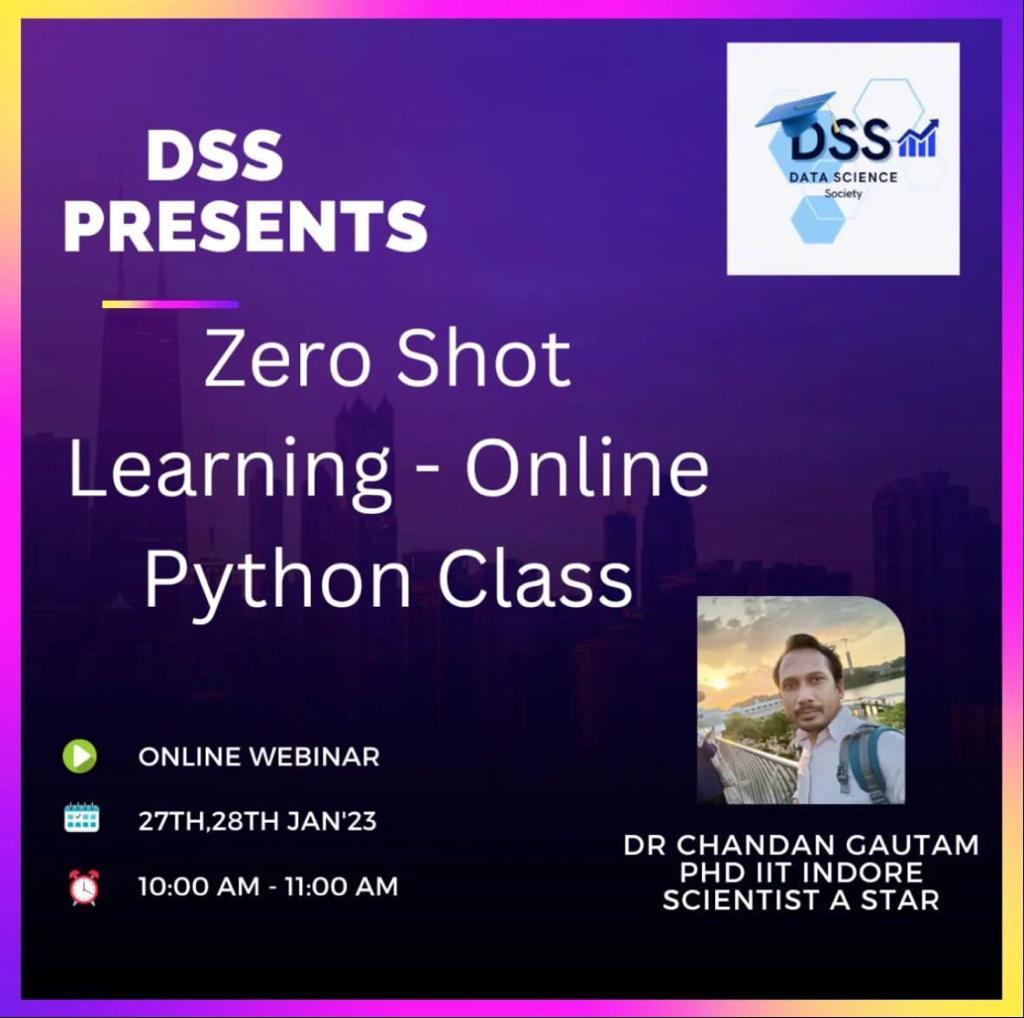 DSS
PRESENTS
DSS
DATA SCIENCE
Society
Zero Shot
Learning - Online
Python Class
ONLINE WEBINAR
27TH,28TH JAN'23
10:00 AM - 11:00 AM
DR CHANDAN GAUTAM
PHD IIT INDORE
SCIENTIST A STAR